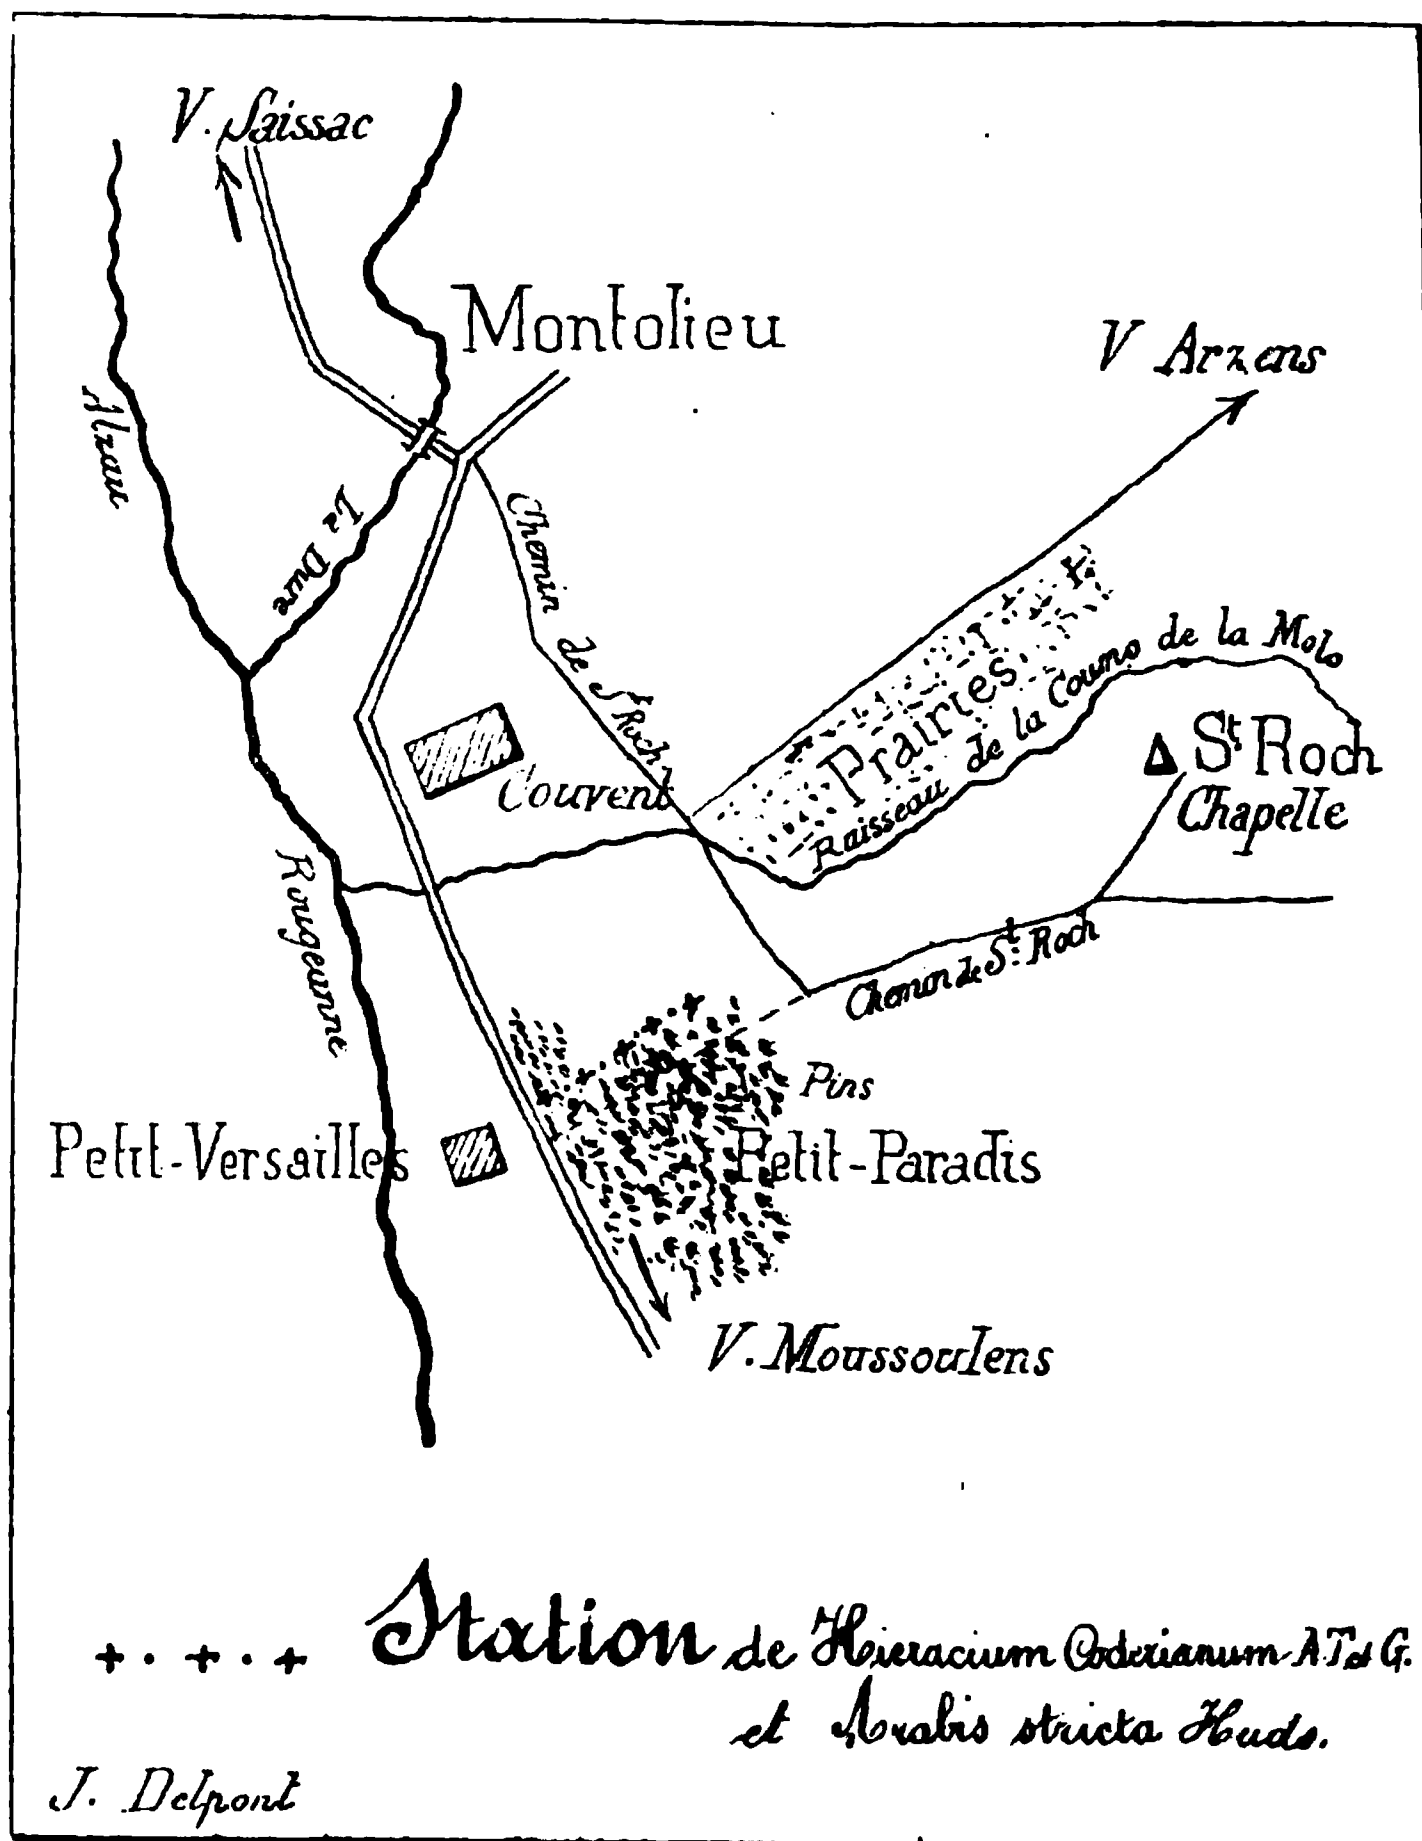 V. Saissac
Montolieu
V Arzens
Alzau
La Dure
Chemin de St Roch
Prairies
Ruisseau de la Coumo de la Molo
St Roch
Chapelle
Couvent
Rougeanne
Chemin de St. Roch
Pins
Petit-Versailles
Petit-Paradis
V. Moussoulens
Station de Hieracium Coderianum A.T. et G.
et Arabis stricta Huds.
J. Delpont